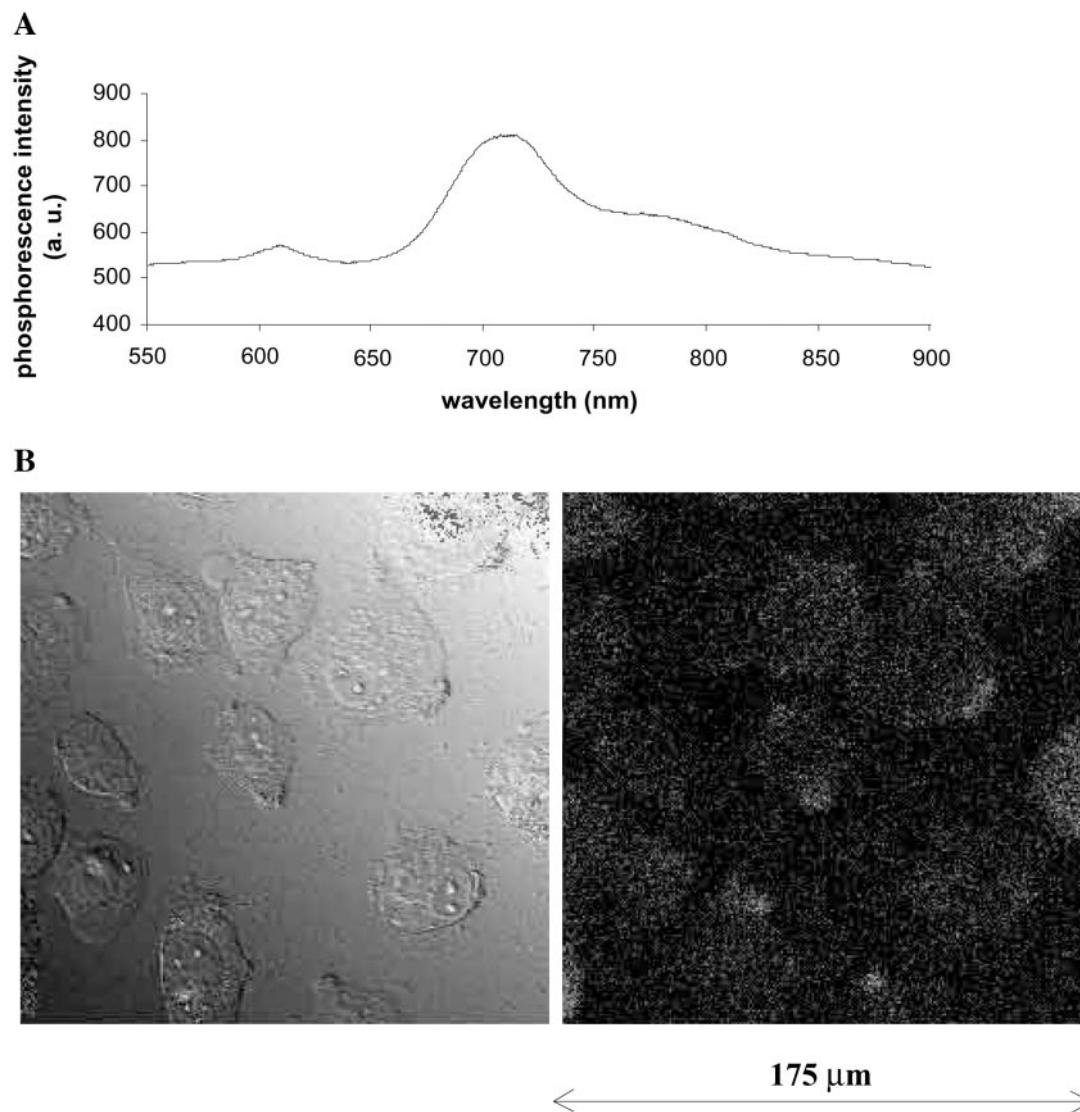 A
phosphorescence intensity
(a. u.)
900
800
700
600
500
400
550 600 650 700 750 800 850 900
wavelength (nm)
B
175 μm